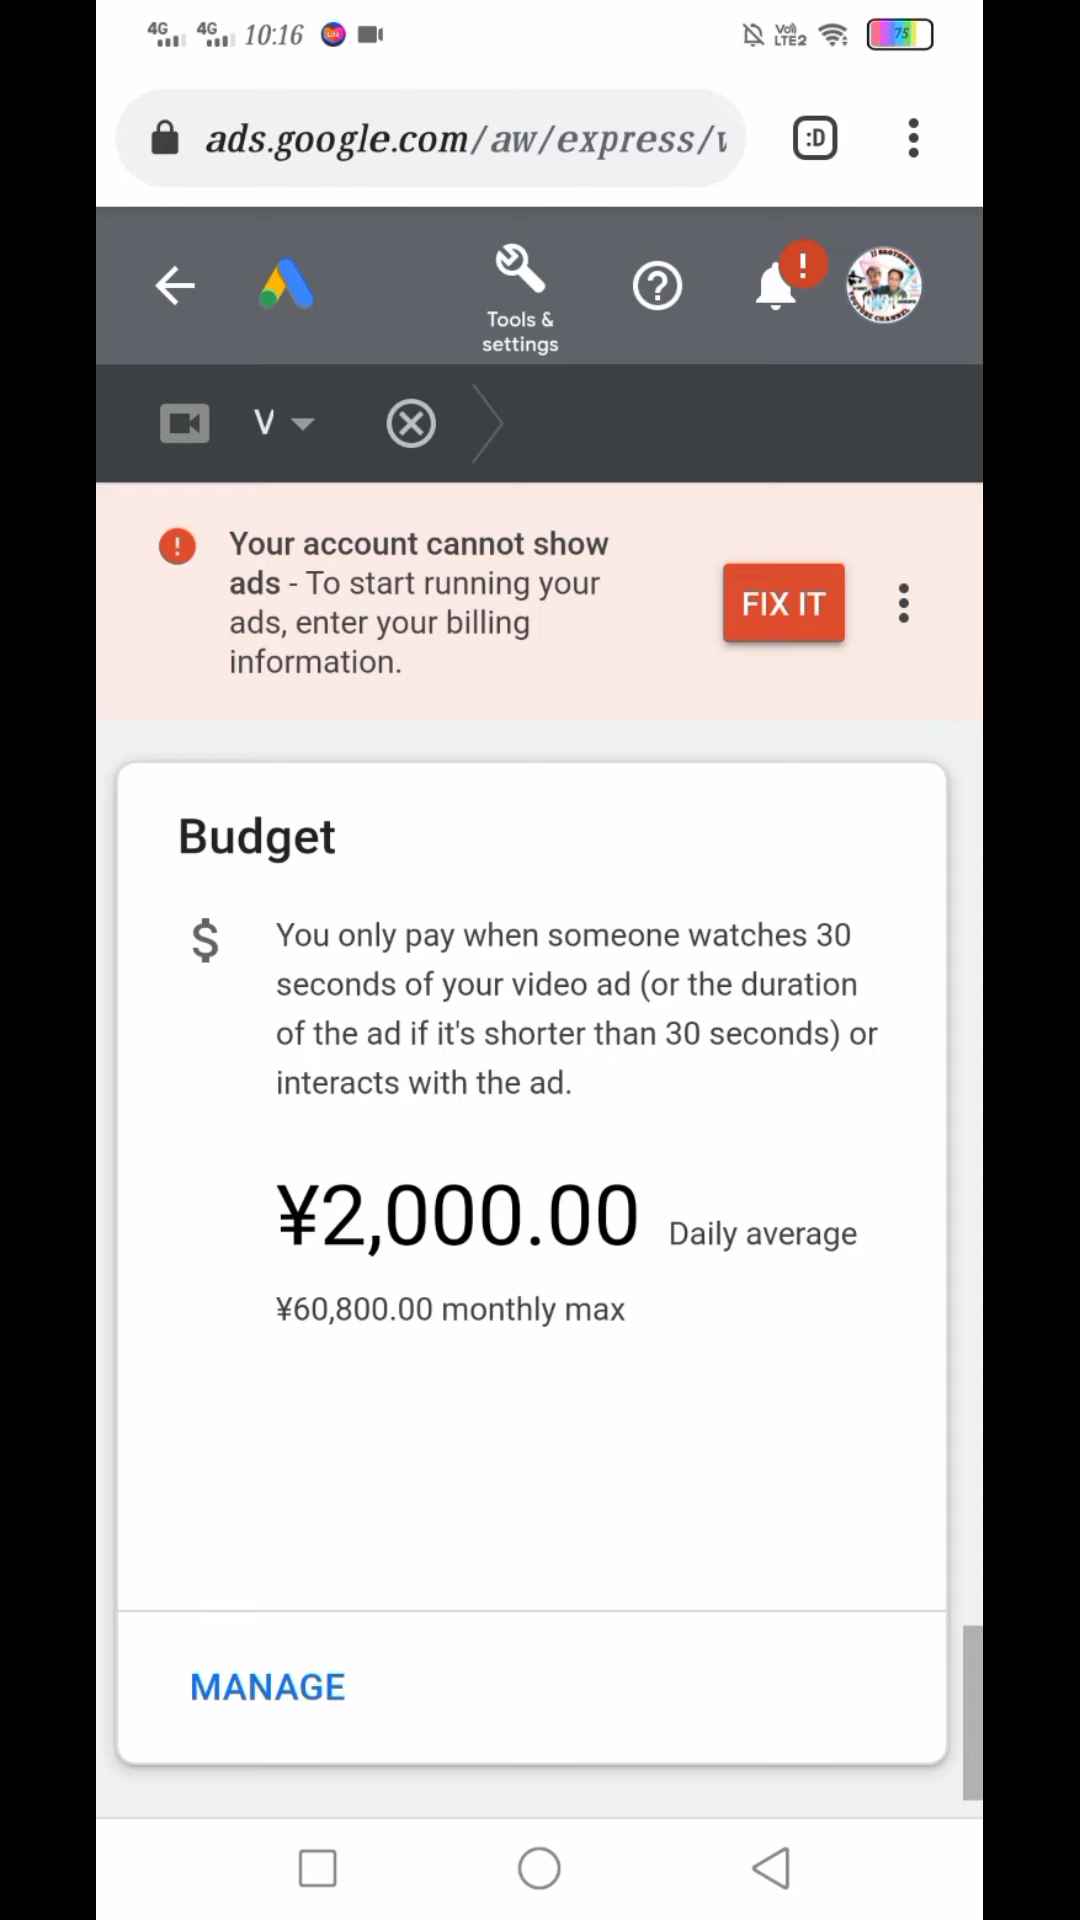 4G 4G 10:16 Vo) LTE2 75
ads.google.com/aw/express/v :D
Tools &
settings
V
Your account cannot show
ads - To start running your
ads, enter your billing
information.
FIX IT
Budget
$ You only pay when someone watches 30
seconds of your video ad (or the duration
of the ad if it's shorter than 30 seconds) or
interacts with the ad.
¥2,000.00 Daily average
¥60,800.00 monthly max
MANAGE